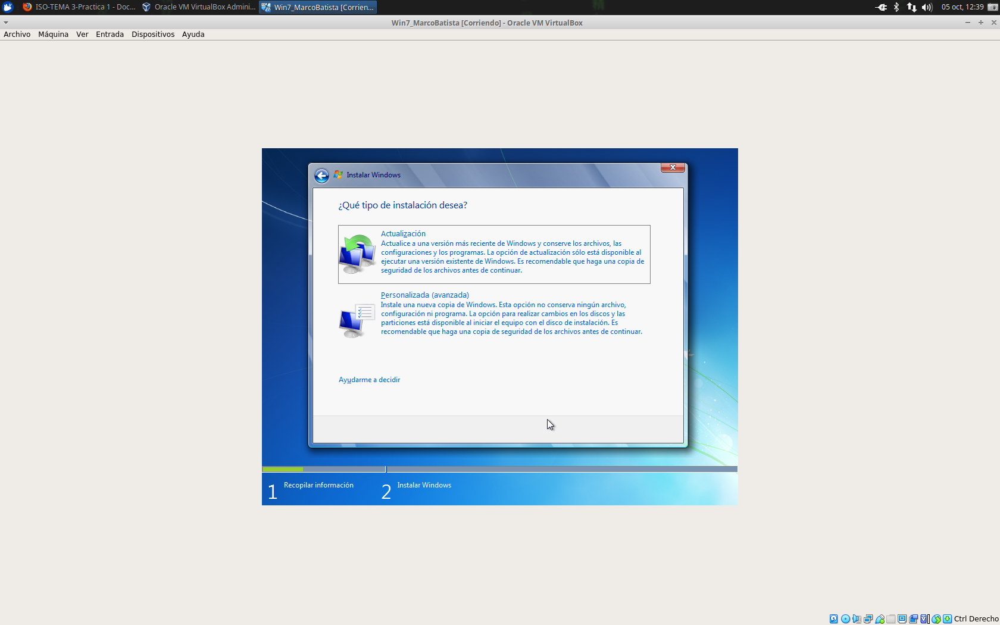 ISO-TEMA 3-Practica 1 - Doc... Oracle VM VirtualBox Admini... Win7_MarcoBatista [Corrien... 05 oct, 12:39
Win7_MarcoBatista [Corriendo] - Oracle VM VirtualBox
Archivo Máquina Ver Entrada Dispositivos Ayuda
Instalar Windows
¿Qué tipo de instalación desea?
Actualización
Actualice a una versión más reciente de Windows y conserve los archivos, las
configuraciones y los programas. La opción de actualización sólo está disponible al
ejecutar una versión existente de Windows. Es recomendable que haga una copia de
seguridad de los archivos antes de continuar.
Personalizada (avanzada)
Instale una nueva copia de Windows. Esta opción no conserva ningún archivo,
configuración ni programa. La opción para realizar cambios en los discos y las
particiones está disponible al iniciar el equipo con el disco de instalación. Es
recomendable que haga una copia de seguridad de los archivos antes de continuar.
Ayudarme a decidir
1 Recopilar información 2 Instalar Windows
Ctrl Derecho